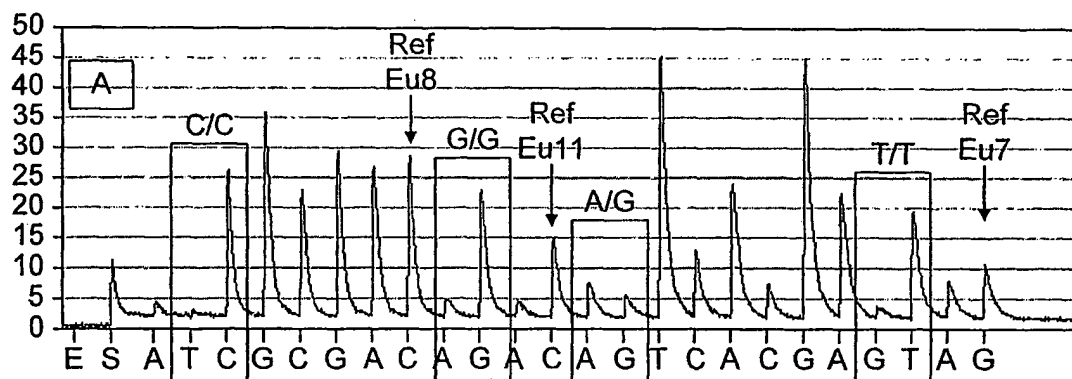 50
45
40
35
30
25
20
15
10
5
0
A
C/C
Ref
Eu8
G/G
Ref
Eu11
A/G
T/T
Ref
Eu7
E S A T C G C G A C A G A C A G T C A C G A G T A G